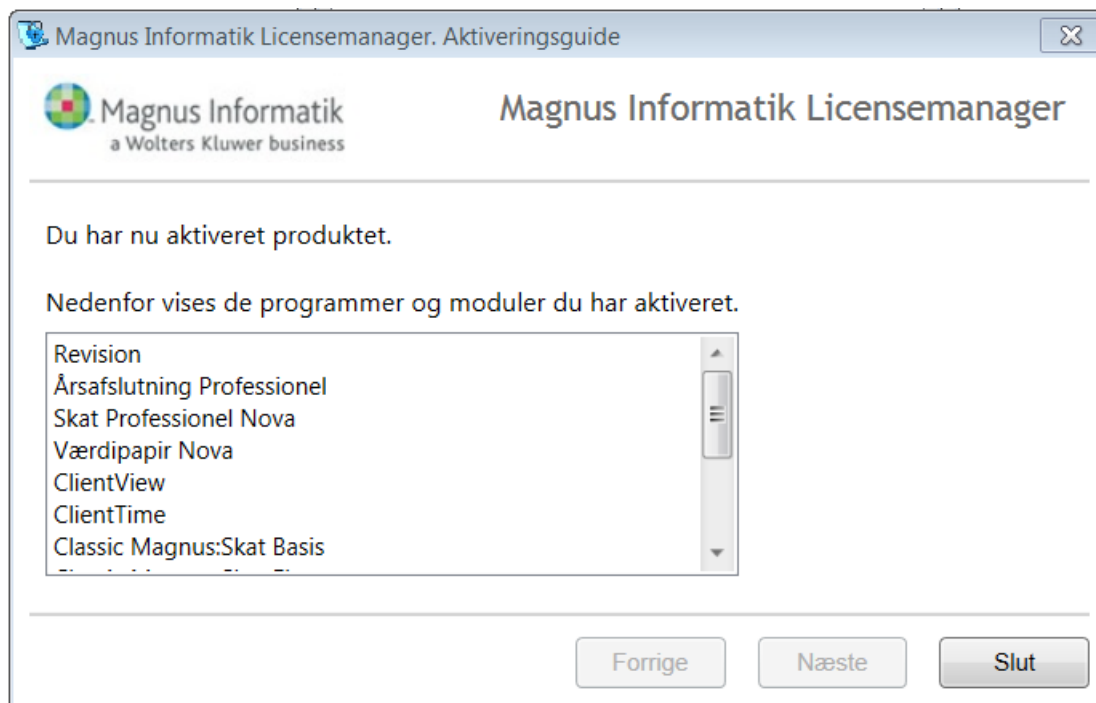 Magnus Informatik Licensemanager. Aktiveringsguide
Magnus Informatik
a Wolters Kluwer business
Magnus Informatik Licensemanager
Du har nu aktiveret produktet.
Nedenfor vises de programmer og moduler du har aktiveret.
Revision
Årsafslutning Professionel
Skat Professionel Nova
Værdipapir Nova
ClientView
ClientTime
Classic Magnus:Skat Basis
Forrige
Næste
Slut